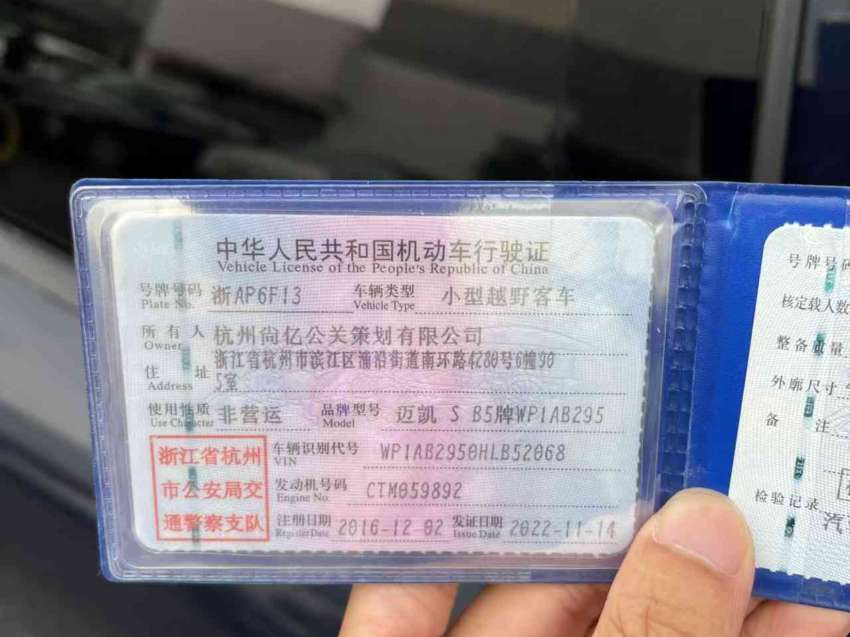 中华人民共和国机动车行驶证
Vehicle License of the People's Republic of China
号牌号码 浙AP6F13 车辆类型 小型越野客车
Plate No. Vehicle Type
所有人 杭州尚亿公关策划有限公司
Owner
住址 浙江省杭州市滨江区浦沿街道南环路4280号6幢90
Address 5室
使用性质 非营运 品牌型号 迈凯 S B5牌WP1AB295
Use Character Model
浙江省杭州
市公安局交
通警察支队
车辆识别代号 WP1AB2950HLB52068
VIN
发动机号码 CTM059892
Engine No.
注册日期 2016-12-02 发证日期 2022-11-14
Register Date Issue Date
号牌号码
核定载人数
整备质量
外廓尺寸
备注
检验记录